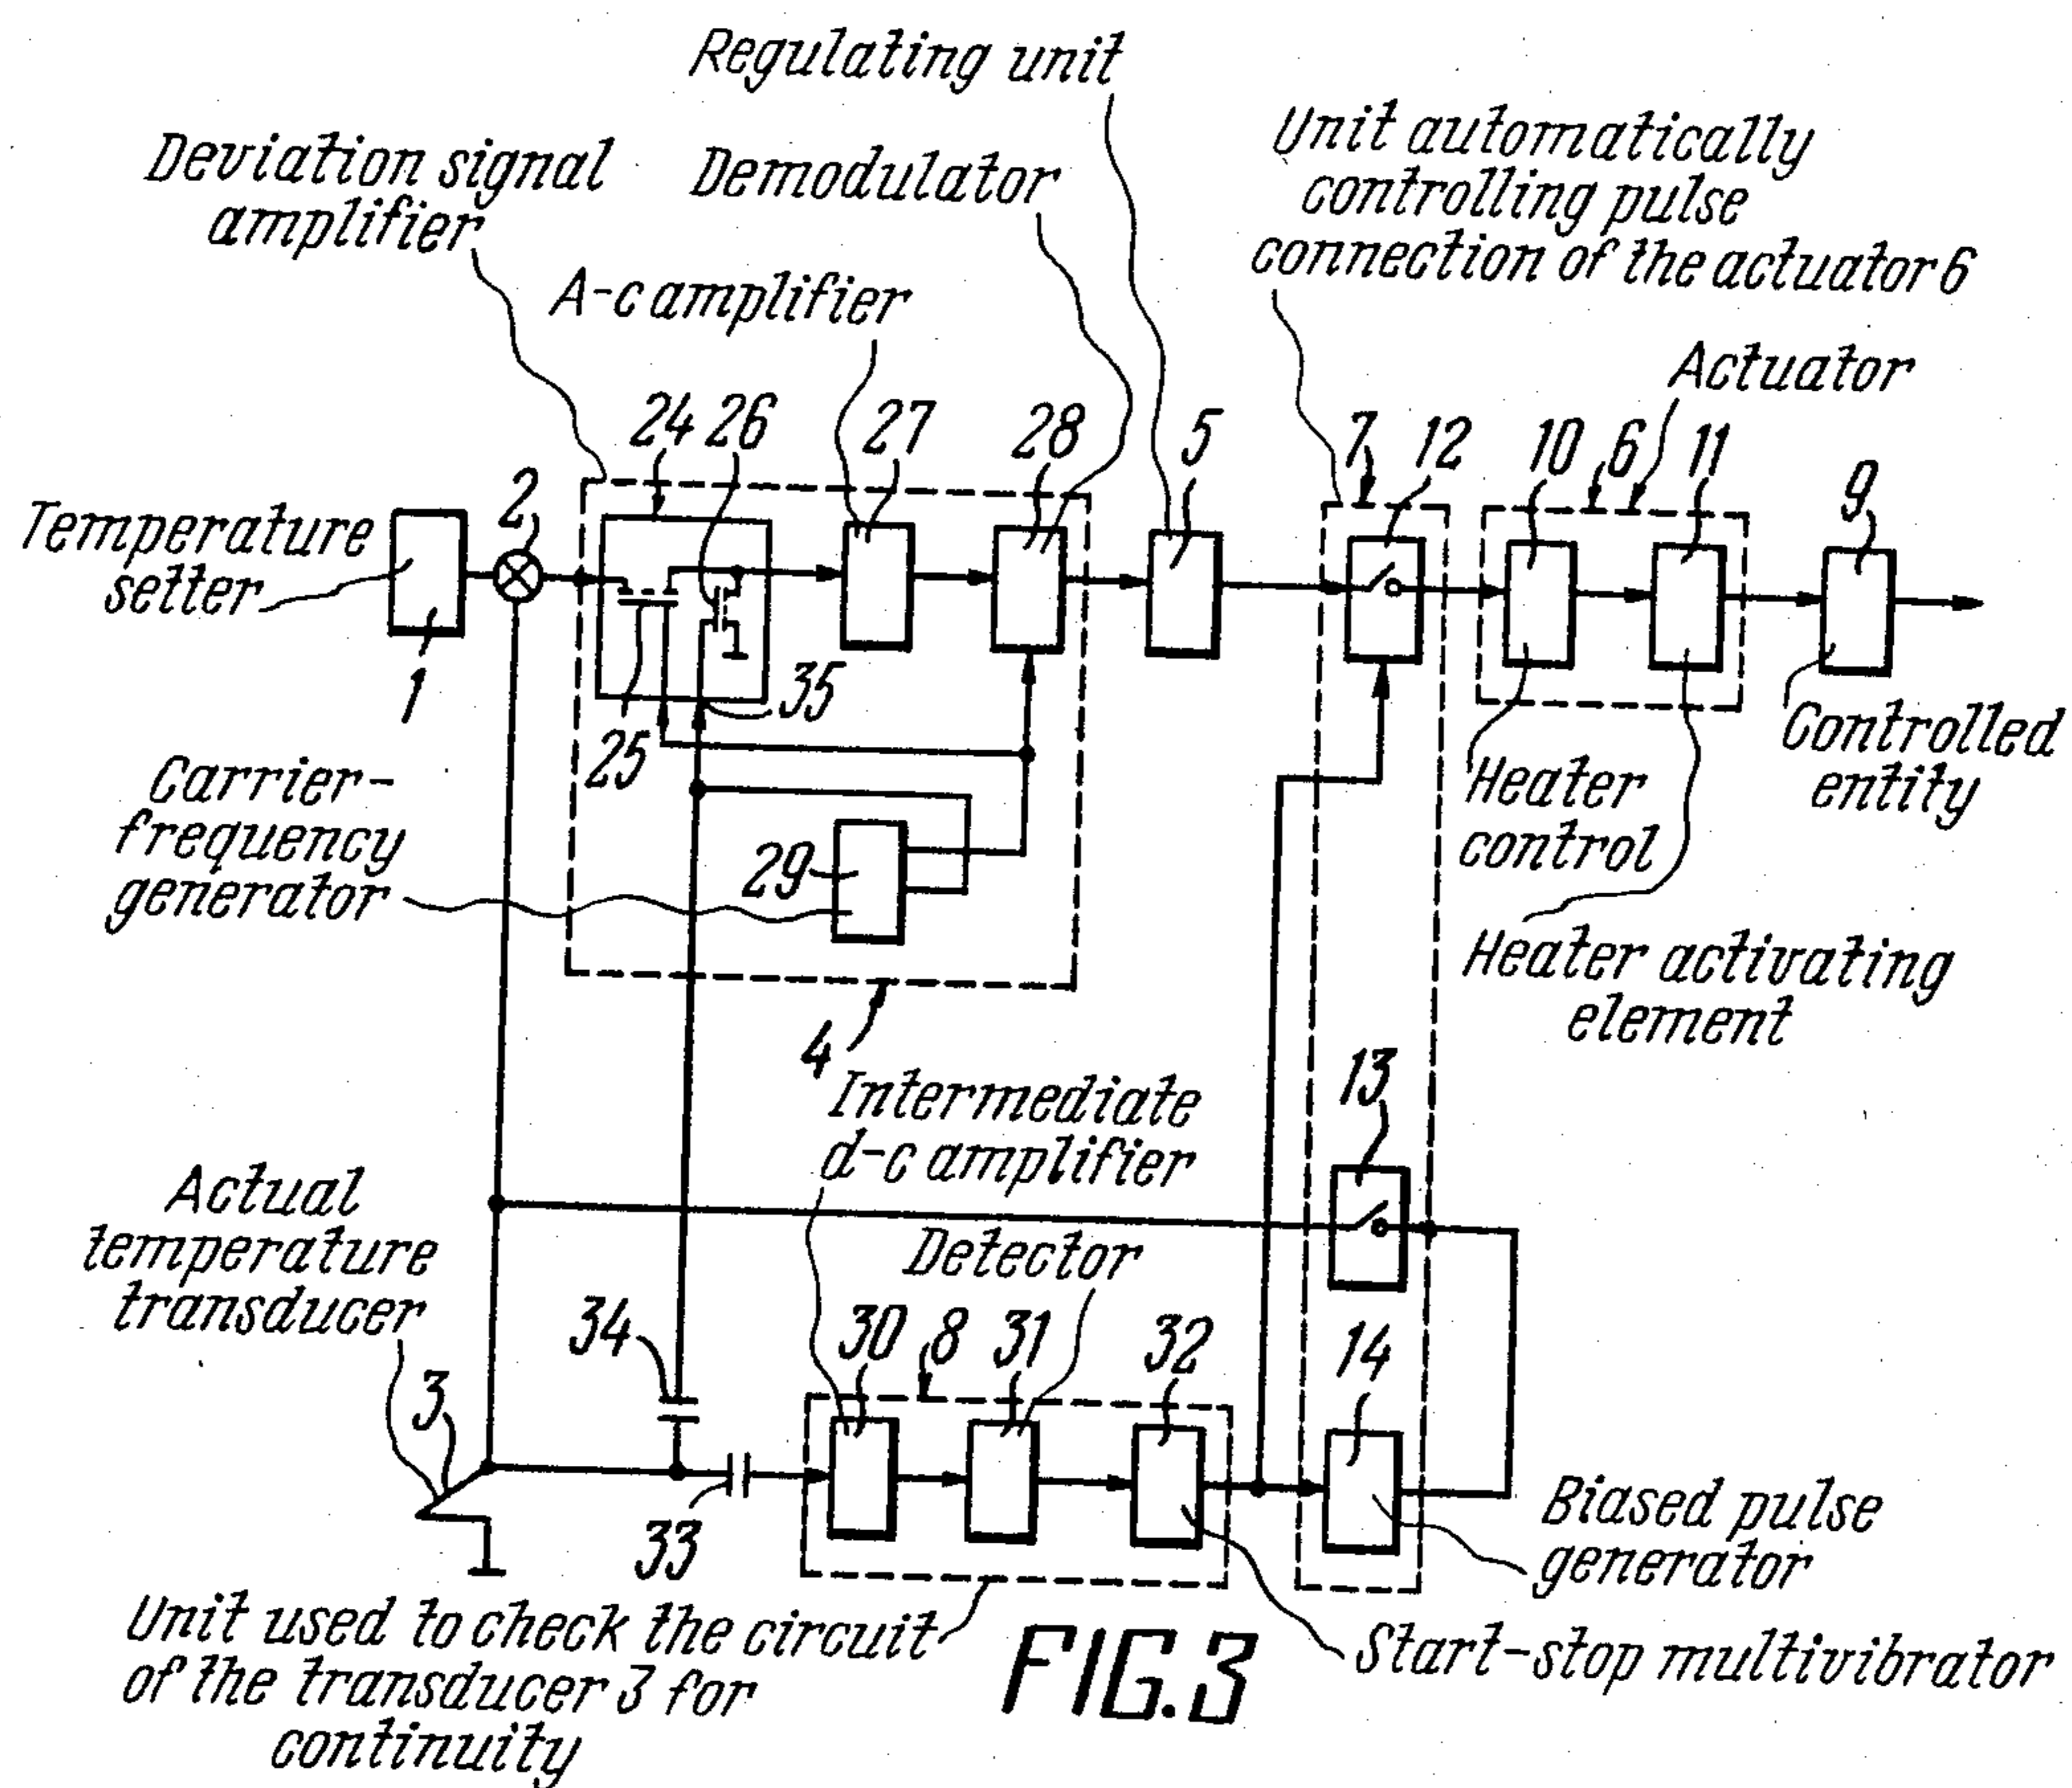 Regulating unit
Deviation signal
amplifier
Demodulator
Unit automatically
controlling pulse
connection of the actuator 6
A-c amplifier
Actuator
24
26
27
28
5
7
12
10
6
11
9
2
Temperature
setter
1
25
35
Carrier-
frequency
generator
29
4
Controlled
entity
Heater
control
Heater activating
element
Intermediate
d-c amplifier
13
Actual
temperature
transducer
Detector
3
34
30
8
31
32
14
33
Biased pulse
generator
Unit used to check the circuit
of the transducer 3 for
continuity
Start-stop multivibrator
FIG.3